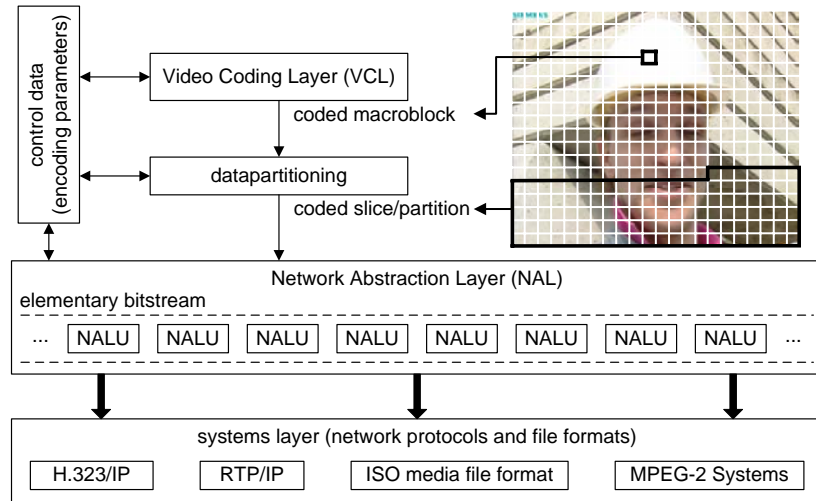 control data
(encoding parameters)
Video Coding Layer (VCL)
coded macroblock
datapartitioning
coded slice/partition
Network Abstraction Layer (NAL)
elementary bitstream
... NALU NALU NALU NALU NALU NALU NALU NALU ...
systems layer (network protocols and file formats)
H.323/IP RTP/IP ISO media file format MPEG-2 Systems